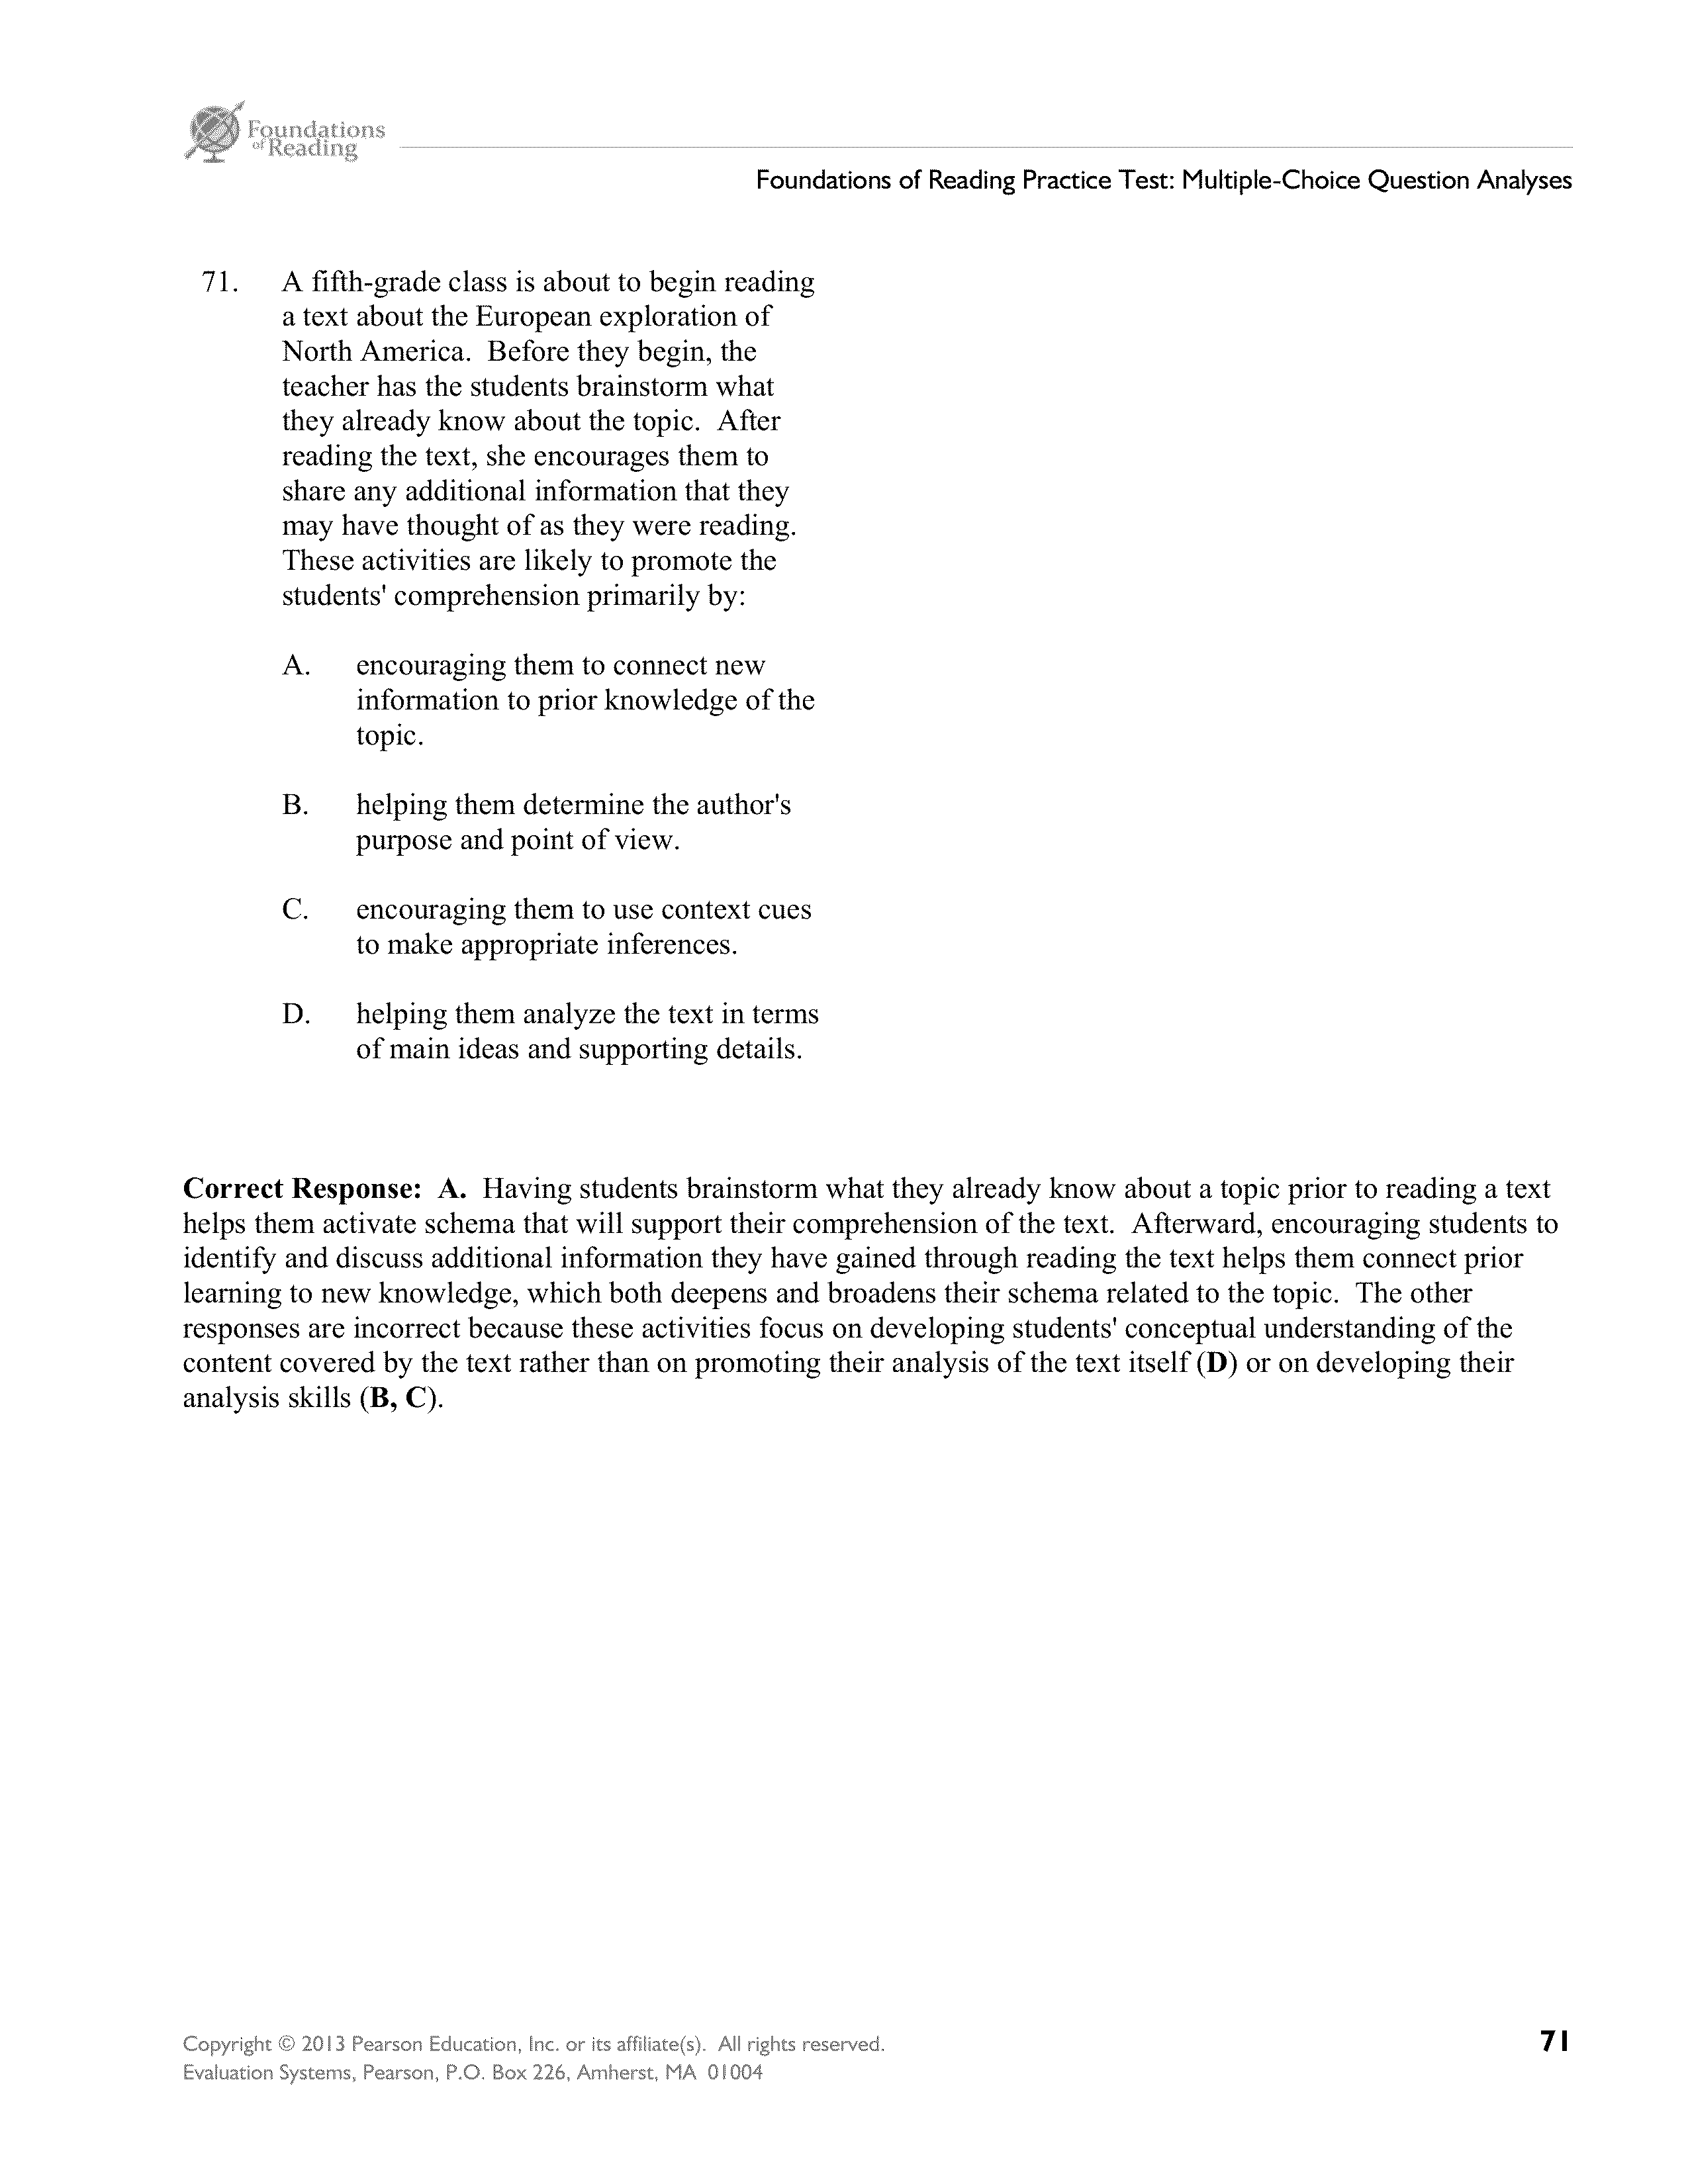 Foundations
of Reading
Foundations of Reading Practice Test: Multiple-Choice Question Analyses
71. A fifth-grade class is about to begin reading
a text about the European exploration of
North America. Before they begin, the
teacher has the students brainstorm what
they already know about the topic. After
reading the text, she encourages them to
share any additional information that they
may have thought of as they were reading.
These activities are likely to promote the
students' comprehension primarily by:
A. encouraging them to connect new
information to prior knowledge of the
topic.
B. helping them determine the author's
purpose and point of view.
C. encouraging them to use context cues
to make appropriate inferences.
D. helping them analyze the text in terms
of main ideas and supporting details.
Correct Response: A. Having students brainstorm what they already know about a topic prior to reading a text
helps them activate schema that will support their comprehension of the text. Afterward, encouraging students to
identify and discuss additional information they have gained through reading the text helps them connect prior
learning to new knowledge, which both deepens and broadens their schema related to the topic. The other
responses are incorrect because these activities focus on developing students' conceptual understanding of the
content covered by the text rather than on promoting their analysis of the text itself (D) or on developing their
analysis skills (B, C).
Copyright © 2013 Pearson Education, Inc. or its affiliate(s). All rights reserved.
Evaluation Systems, Pearson, P.O. Box 226, Amherst, MA 01004
71